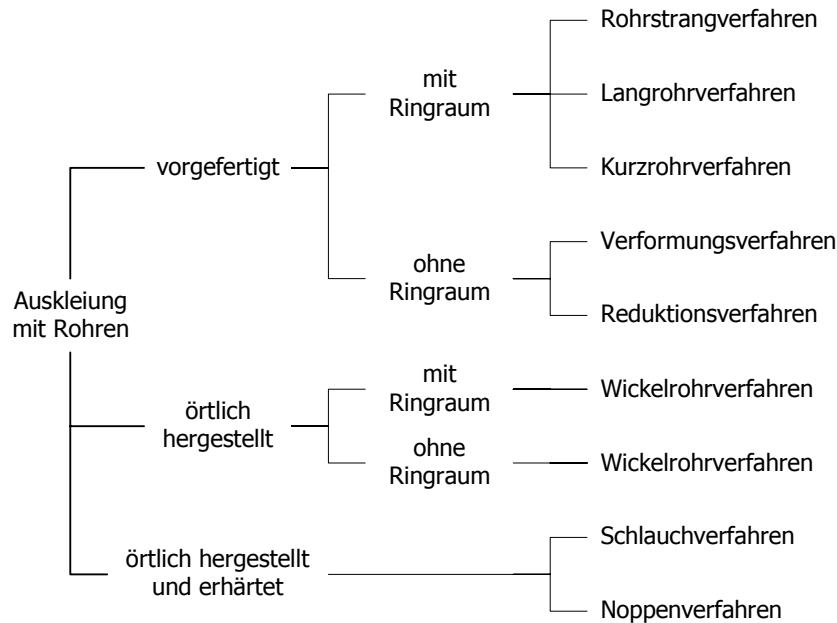 Rohrstrangverfahren
mit
Ringraum
Langrohrverfahren
vorgefertigt
Kurzrohrverfahren
ohne
Ringraum
Verformungsverfahren
Reduktionsverfahren
Auskleiung
mit Rohren
örtlich
hergestellt
mit
Ringraum
Wickelrohrverfahren
ohne
Ringraum
Wickelrohrverfahren
örtlich hergestellt
und erhärtet
Schlauchverfahren
Noppenverfahren